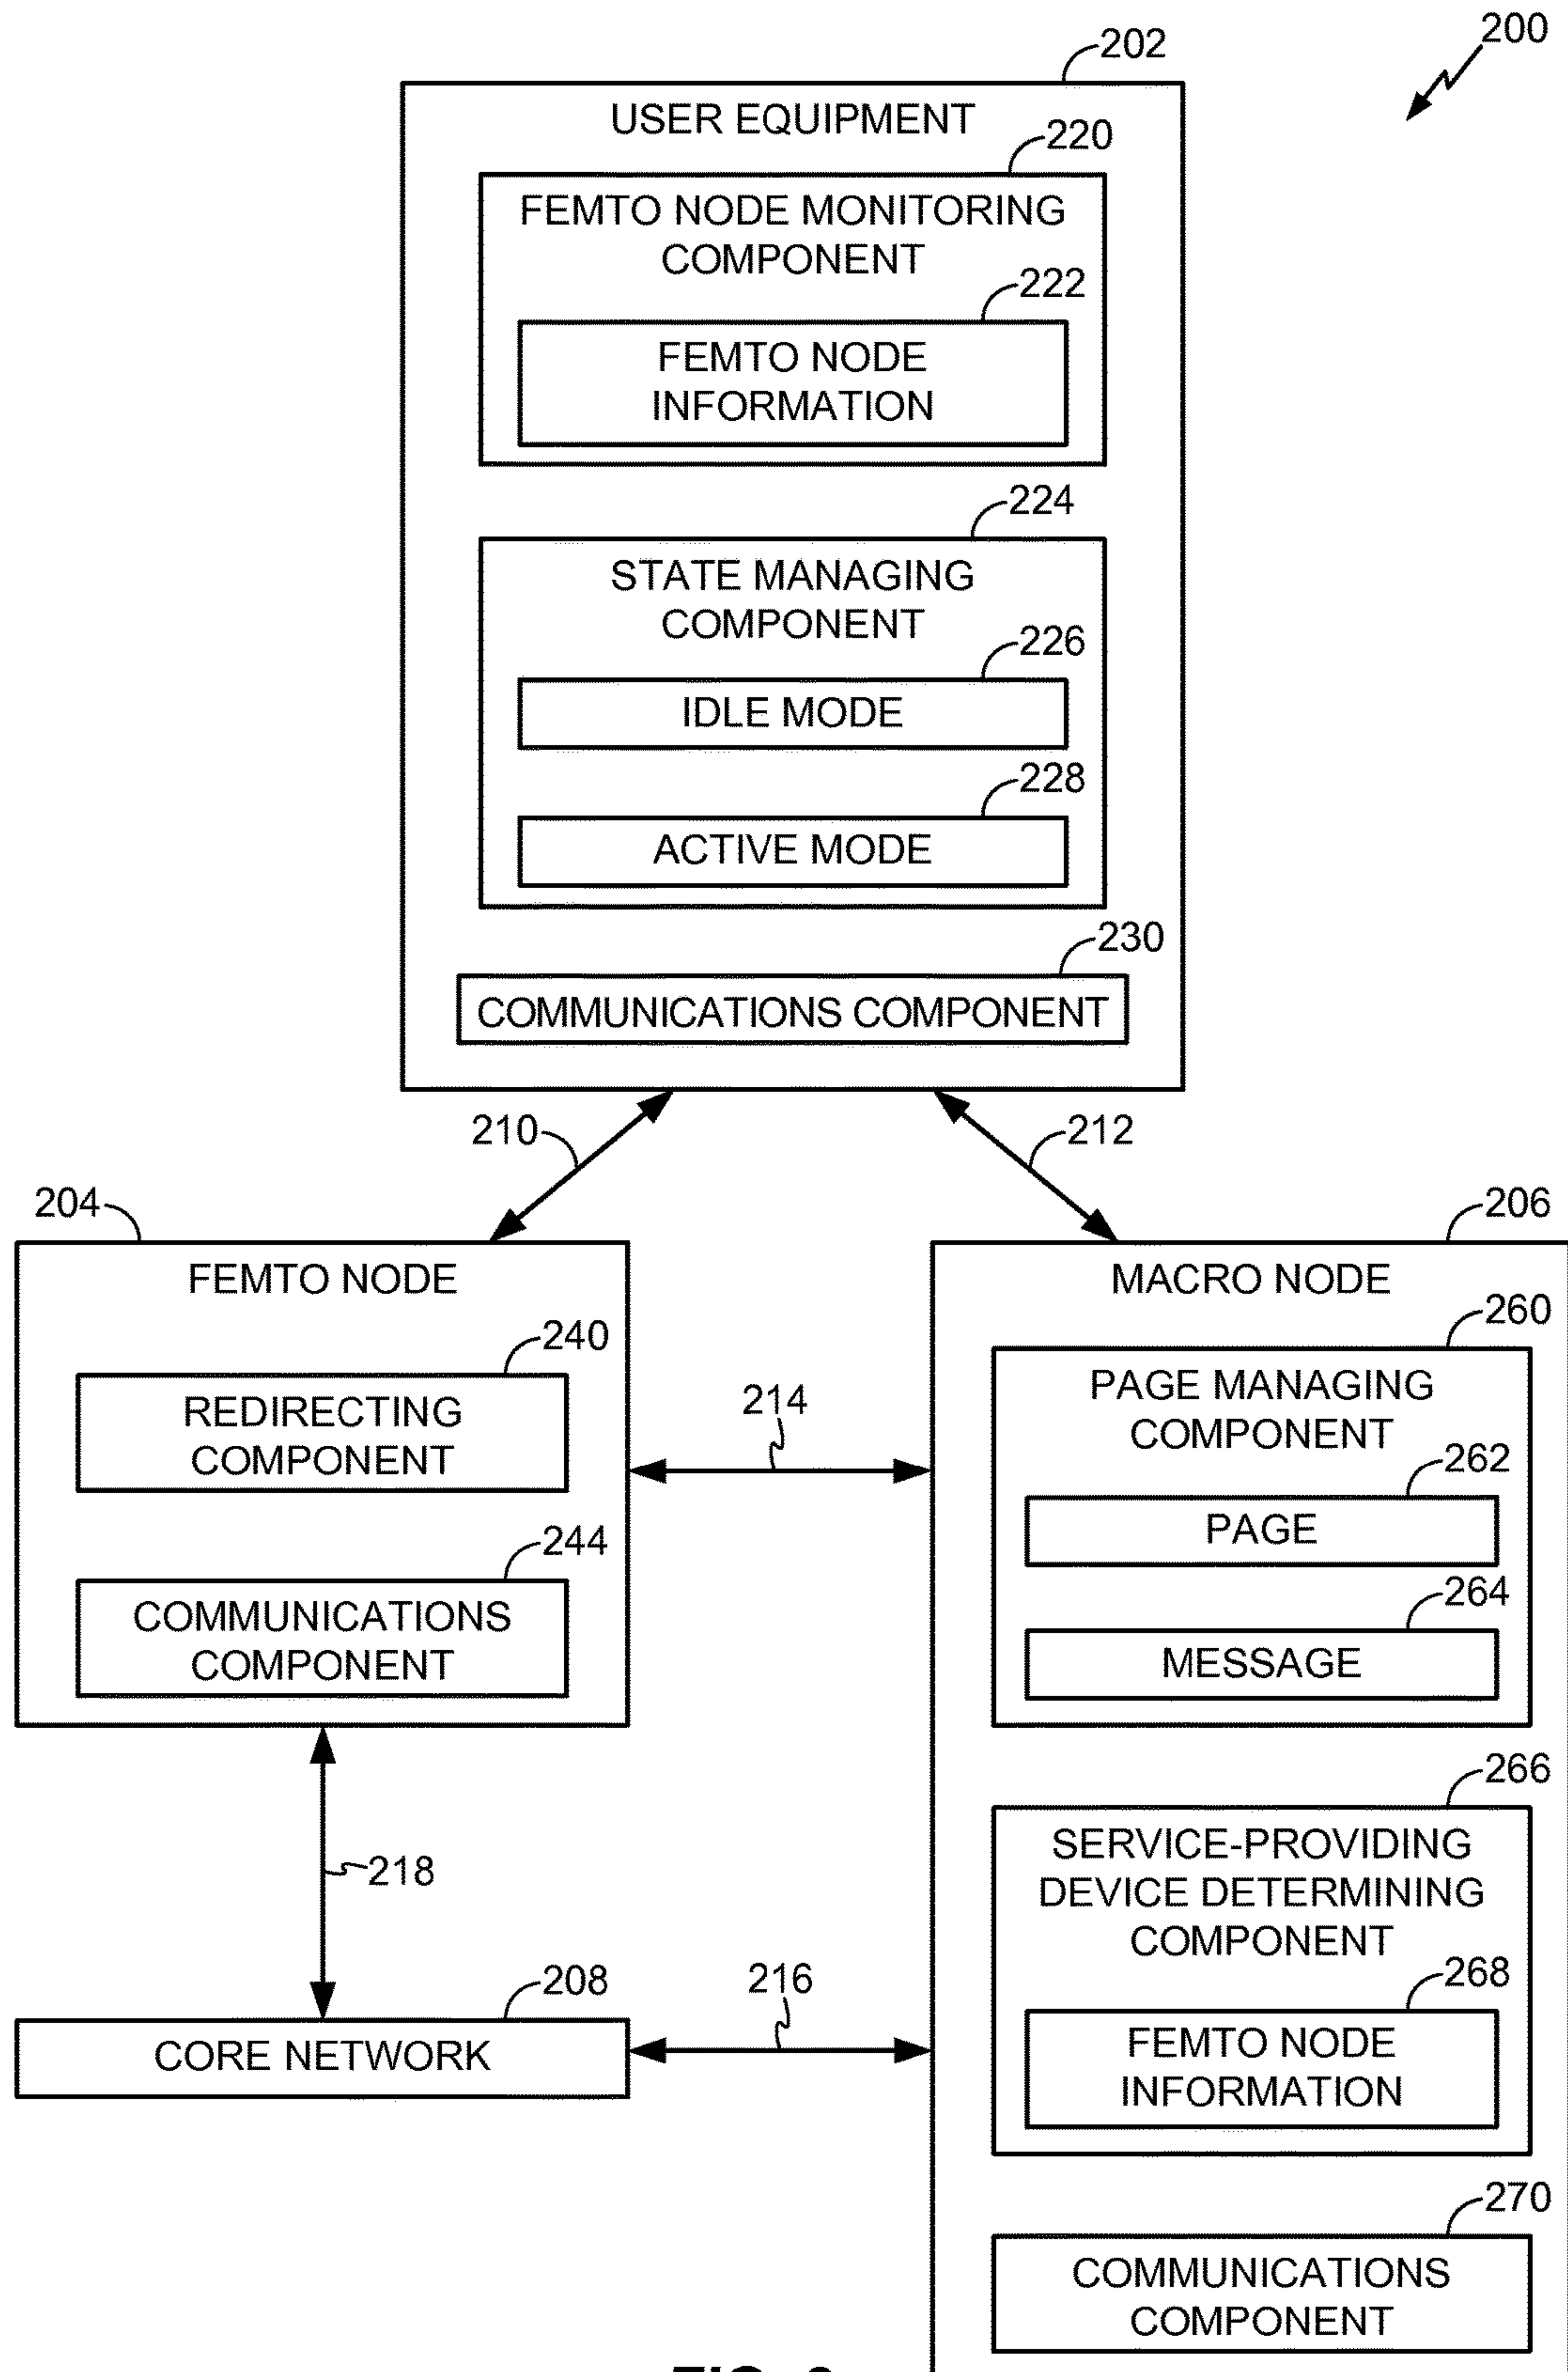 200
202
USER EQUIPMENT
220
FEMTO NODE MONITORING
COMPONENT
222
FEMTO NODE
INFORMATION
224
STATE MANAGING
COMPONENT
226
IDLE MODE
228
ACTIVE MODE
230
COMMUNICATIONS COMPONENT
210
212
204
FEMTO NODE
240
REDIRECTING
COMPONENT
244
COMMUNICATIONS
COMPONENT
214
206
MACRO NODE
260
PAGE MANAGING
COMPONENT
262
PAGE
264
MESSAGE
266
SERVICE-PROVIDING
DEVICE DETERMINING
COMPONENT
268
FEMTO NODE
INFORMATION
270
COMMUNICATIONS
COMPONENT
218
208
CORE NETWORK
216